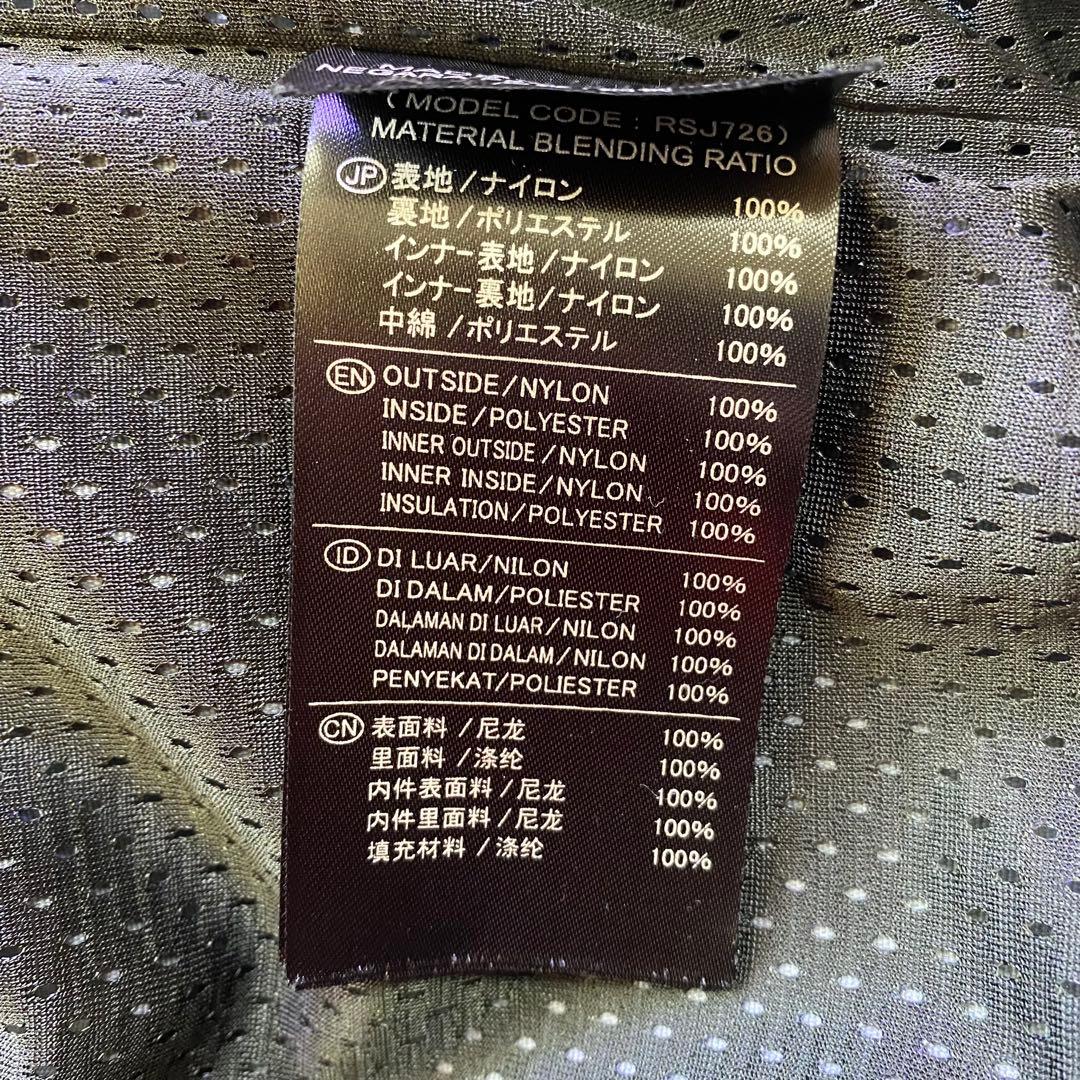 ( MODEL CODE : RSJ726 )
MATERIAL BLENDING RATIO
JP 表地/ナイロン 100%
裏地/ポリエステル 100%
インナー表地/ナイロン 100%
インナー裏地/ナイロン 100%
中綿/ポリエステル 100%
EN OUTSIDE/NYLON 100%
INSIDE/POLYESTER 100%
INNER OUTSIDE/NYLON 100%
INNER INSIDE/NYLON 100%
INSULATION/POLYESTER 100%
ID DI LUAR/NILON 100%
DI DALAM/POLIESTER 100%
DALAMAN DI LUAR/NILON 100%
DALAMAN DI DALAM/NILON 100%
PENYEKAT/POLIESTER 100%
CN 表面料 / 尼龙 100%
里面料 / 涤纶 100%
内件表面料 / 尼龙 100%
内件里面料 / 尼龙 100%
填充材料 / 涤纶 100%